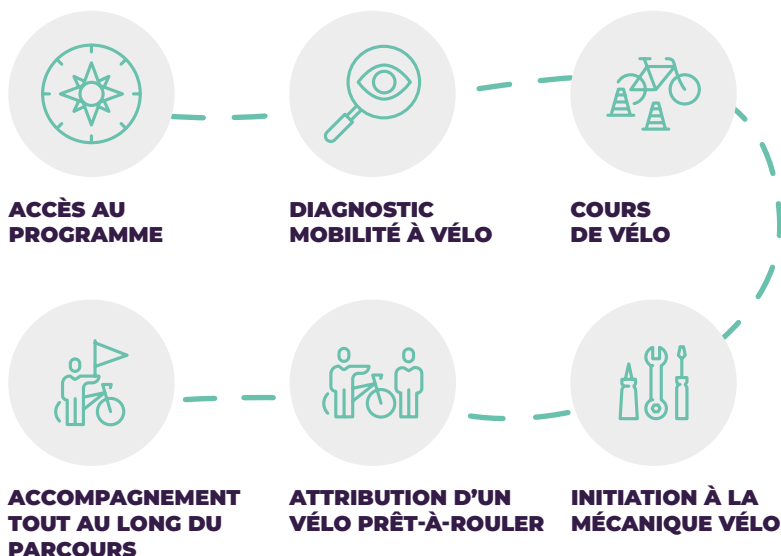 ACCÈS AU
PROGRAMME
DIAGNOSTIC
MOBILITÉ À VÉLO
COURS
DE VÉLO
ACCOMPAGNEMENT
TOUT AU LONG DU
PARCOURS
ATTRIBUTION D’UN
VÉLO PRÊT-À-ROULER
INITIATION À LA
MÉCANIQUE VÉLO